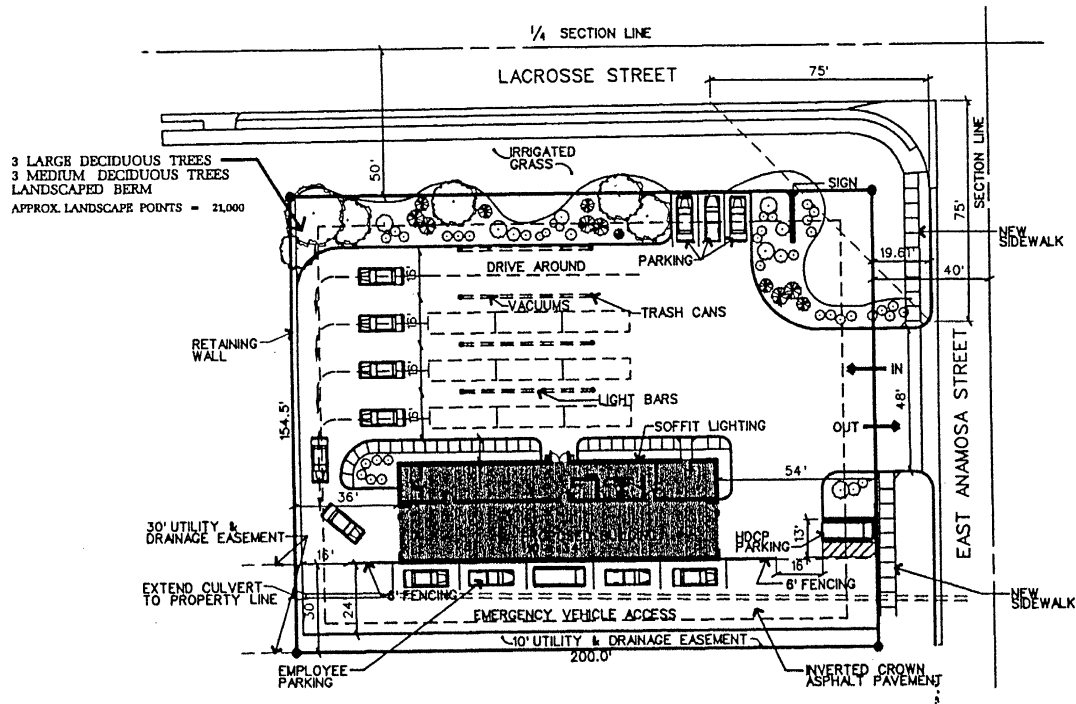 ¼ SECTION LINE
LACROSSE STREET
75'
3 LARGE DECIDUOUS TREES
3 MEDIUM DECIDUOUS TREES
LANDSCAPED BERM
APPROX. LANDSCAPE POINTS = 21,000
50'
IRRIGATED
GRASS
SIGN
SECTION LINE
75'
NEW
SIDEWALK
19.61'
40'
PARKING
DRIVE AROUND
15'
VACUUMS
TRASH CANS
15'
RETAINING
WALL
15'
IN
LIGHT BARS
15'
48'
OUT
154.5'
SOFFIT LIGHTING
EAST ANAMOSA STREET
54'
36'
30' UTILITY &
DRAINAGE EASEMENT
PROPOSED BUILDING
HDCP
PARKING
13'
16'
16'
EXTEND CULVERT
TO PROPERTY LINE
6' FENCING
6' FENCING
NEW
SIDEWALK
30
24
EMERGENCY VEHICLE ACCESS
10' UTILITY & DRAINAGE EASEMENT
200.0'
EMPLOYEE
PARKING
INVERTED CROWN
ASPHALT PAVEMENT